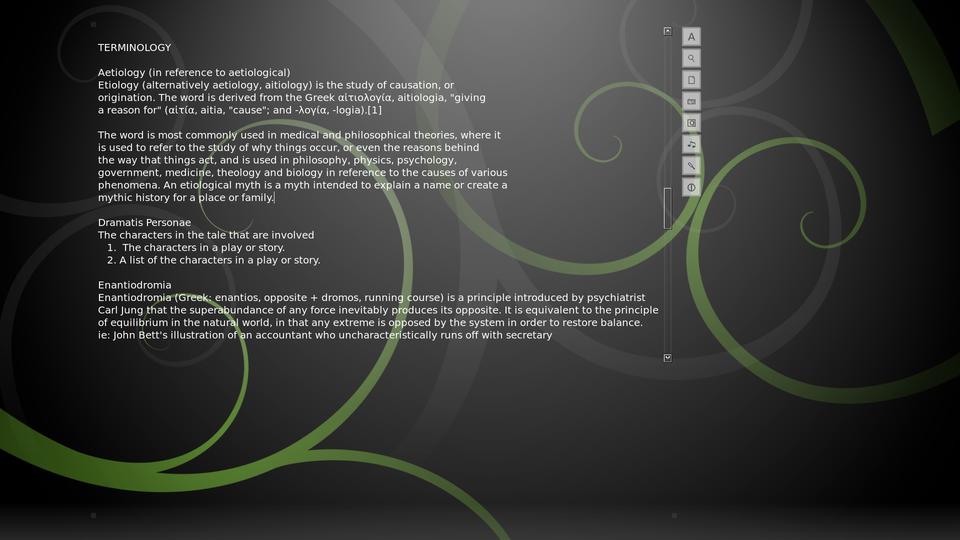 TERMINOLOGY
Aetiology (in reference to aetiological)
Etiology (alternatively aetiology, aitiology) is the study of causation, or
origination. The word is derived from the Greek αἰτιολογία, aitiologia, "giving
a reason for" (αἰτία, aitia, "cause"; and -λογία, -logia).[1]
The word is most commonly used in medical and philosophical theories, where it
is used to refer to the study of why things occur, or even the reasons behind
the way that things act, and is used in philosophy, physics, psychology,
government, medicine, theology and biology in reference to the causes of various
phenomena. An etiological myth is a myth intended to explain a name or create a
mythic history for a place or family.
Dramatis Personae
The characters in the tale that are involved
1. The characters in a play or story.
2. A list of the characters in a play or story.
Enantiodromia
Enantiodromia (Greek: enantios, opposite + dromos, running course) is a principle introduced by psychiatrist
Carl Jung that the superabundance of any force inevitably produces its opposite. It is equivalent to the principle
of equilibrium in the natural world, in that any extreme is opposed by the system in order to restore balance.
ie: John Bett's illustration of an accountant who uncharacteristically runs off with secretary
A